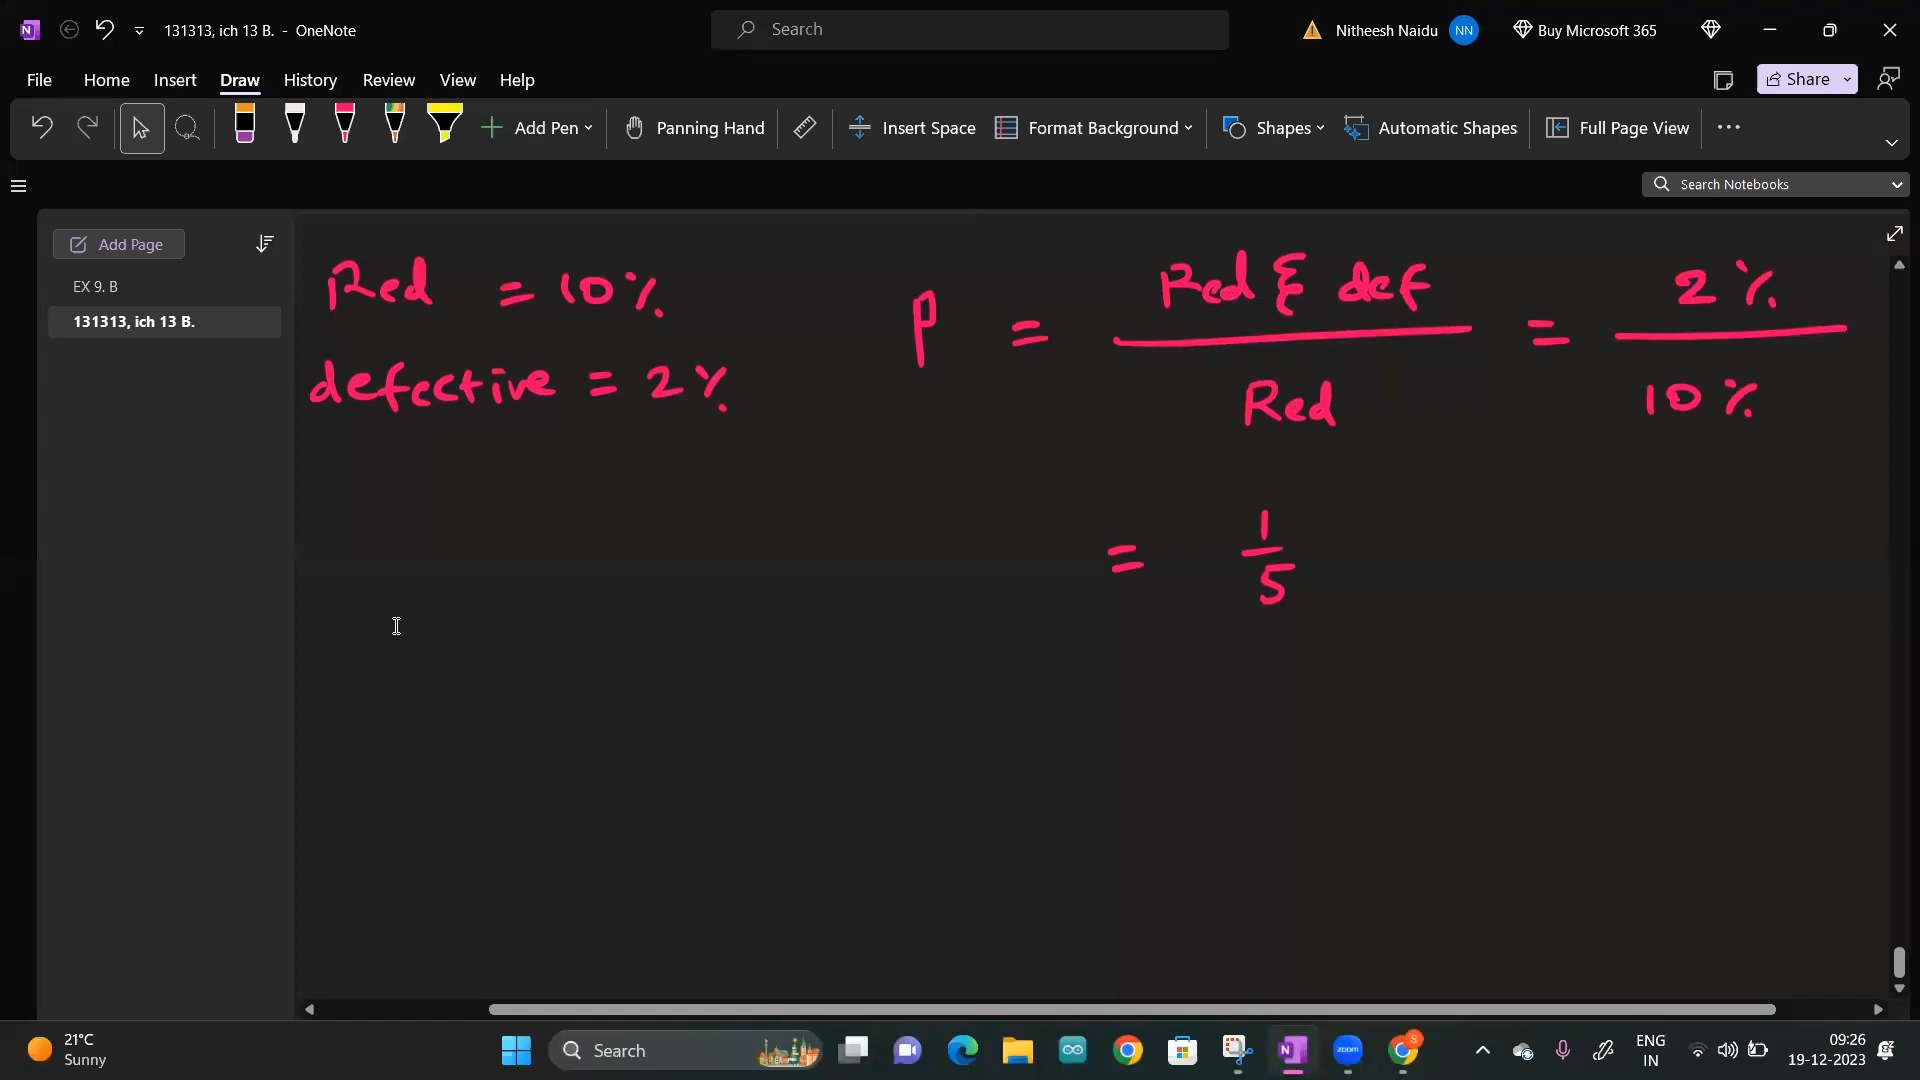 131313, ich 13 B. - OneNote
Search
Nitheesh Naidu
NN
Buy Microsoft 365
File Home Insert Draw History Review View Help
Share
Add Pen
Panning Hand
Insert Space
Format Background
Shapes
Automatic Shapes
Full Page View
Search Notebooks
Add Page
EX 9. B
131313, ich 13 B.
Red = 10%
defective = 2%
P = Red & def / Red = 2% / 10%
= 1/5
21°C
Sunny
Search
zoom
S
ENG
IN
09:26
19-12-2023